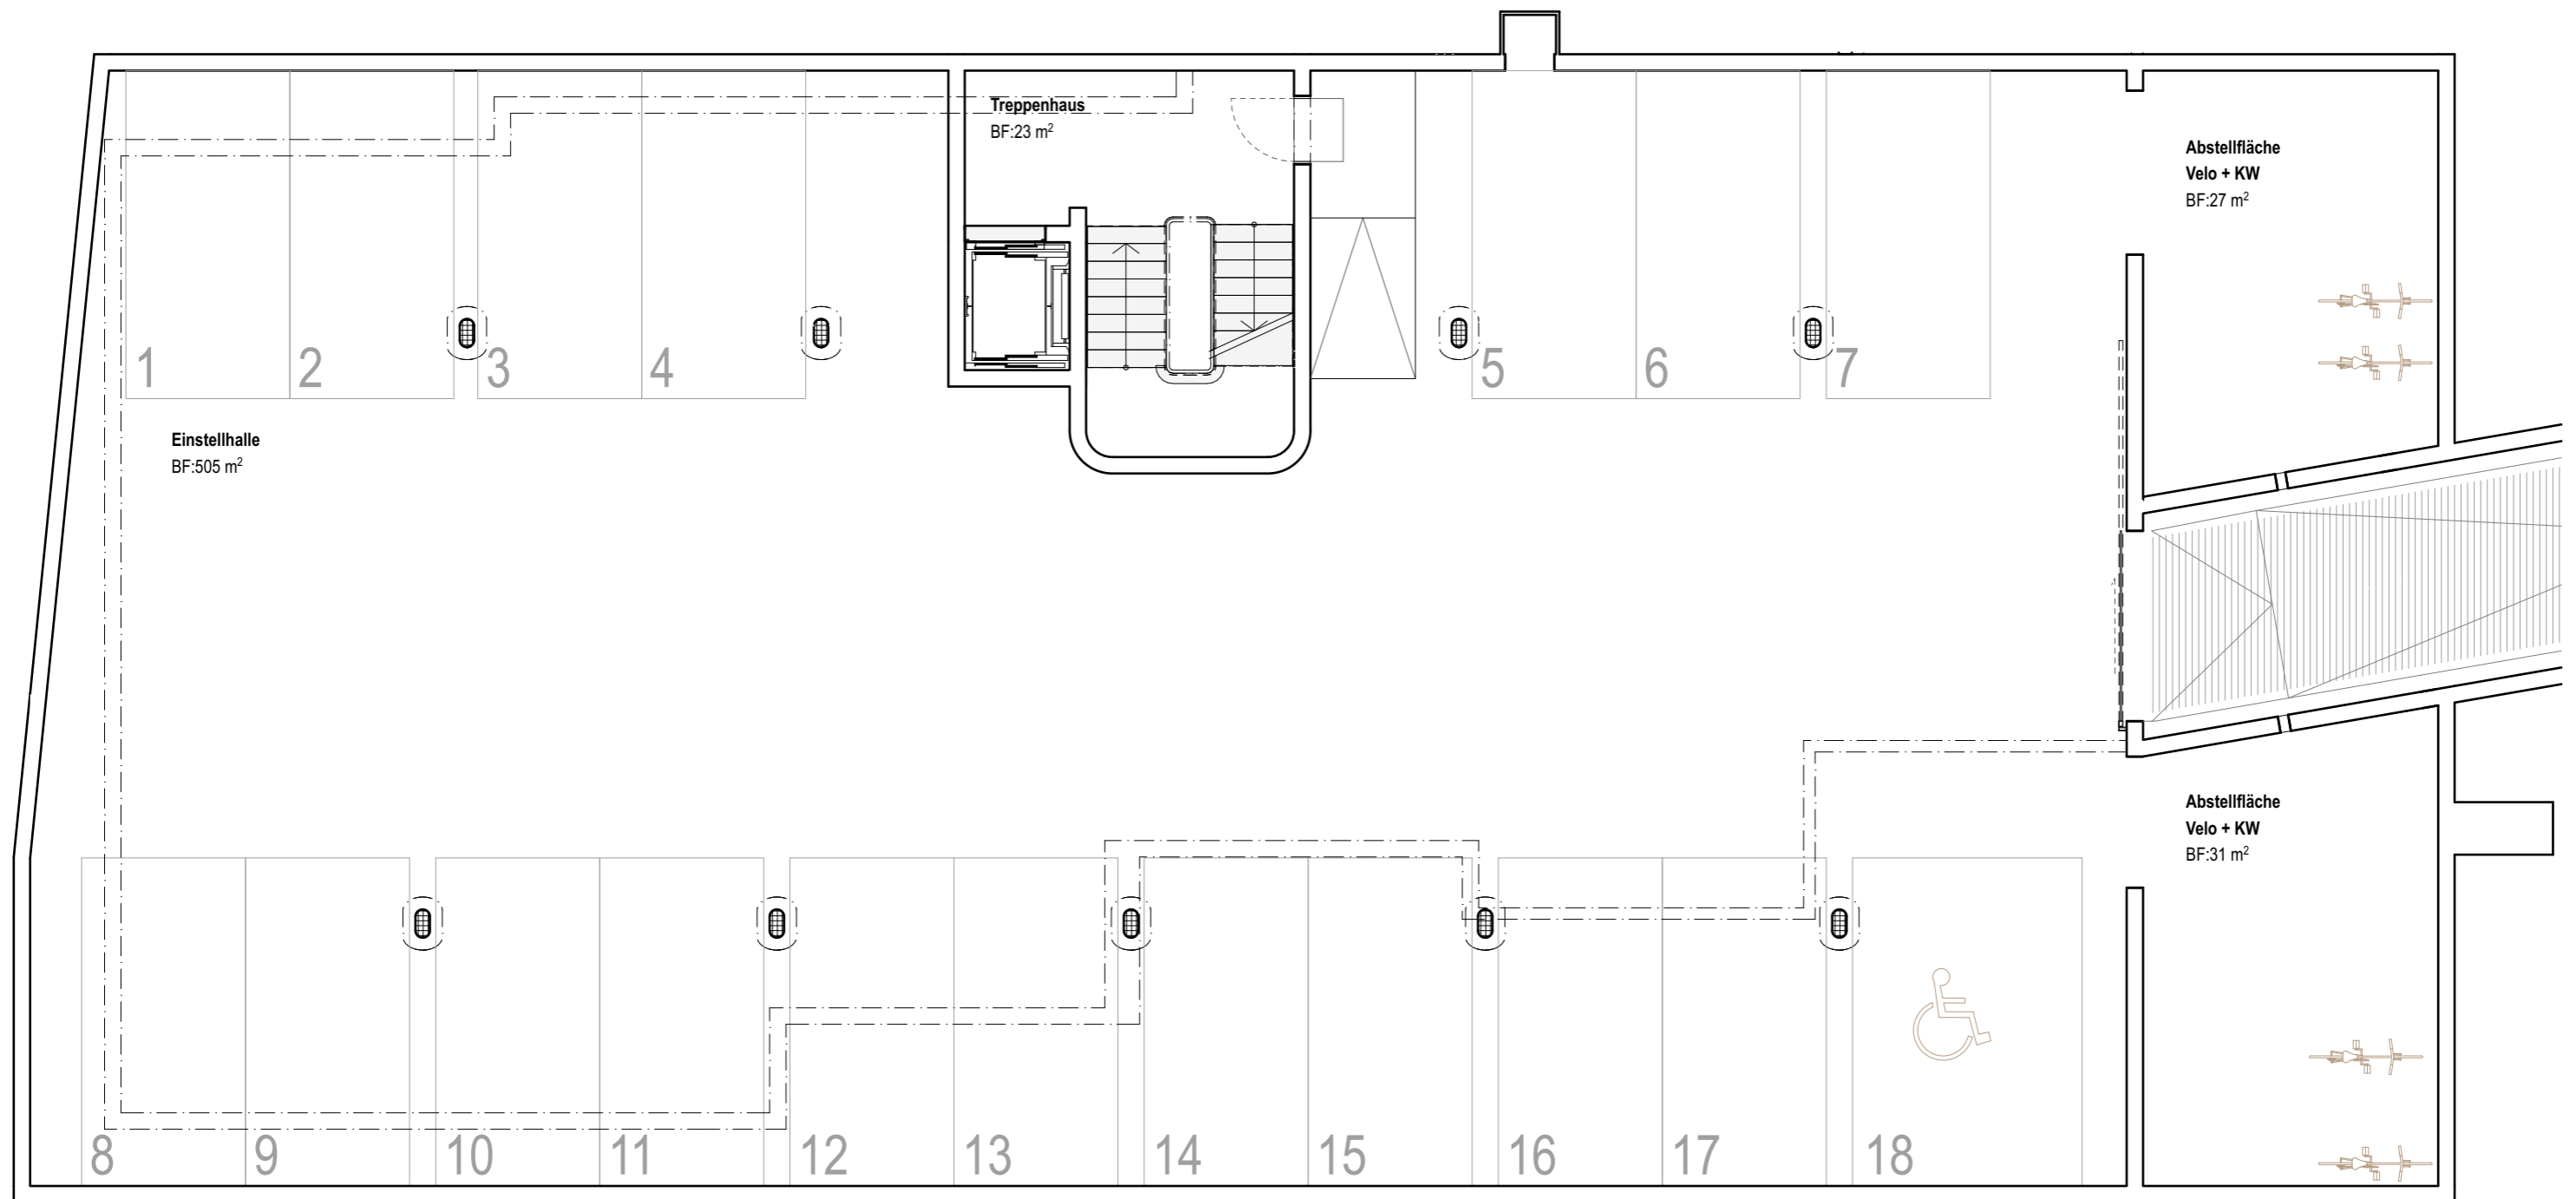 Treppenhaus
BF:23 m²
Abstellfläche
Velo + KW
BF:27 m²
1
2
3
4
5
6
7
Einstellhalle
BF:505 m²
Abstellfläche
Velo + KW
BF:31 m²
8
9
10
11
12
13
14
15
16
17
18